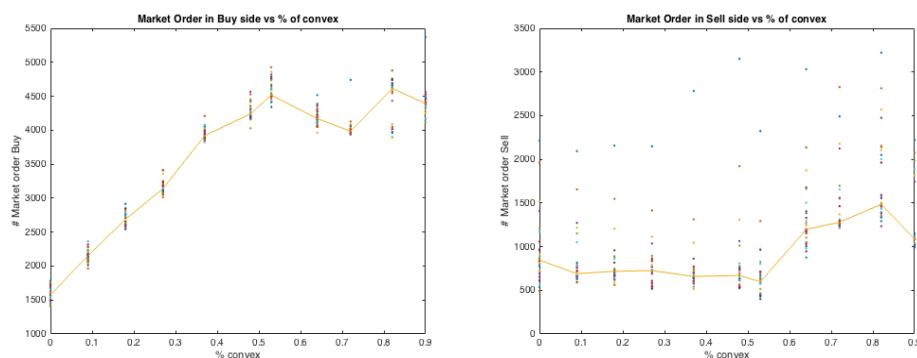 Market Order in Buy side vs % of convex
5500
5000
4500
4000
3500
3000
2500
2000
1500
1000
# Market order Buy
0 0.1 0.2 0.3 0.4 0.5 0.6 0.7 0.8 0.9
% convex
Market Order in Sell side vs % of convex
3500
3000
2500
2000
1500
1000
500
0
# Market order Sell
0 0.1 0.2 0.3 0.4 0.5 0.6 0.7 0.8 0.9
% convex